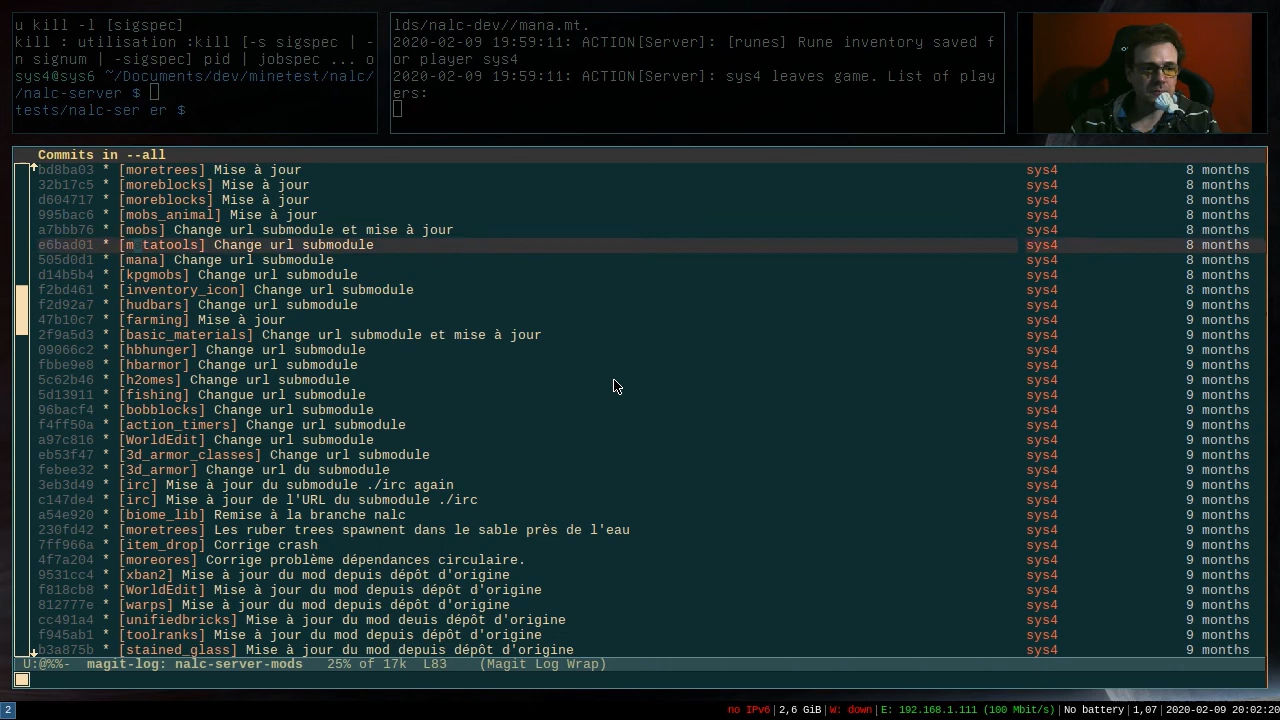 u kill -l [sigspec]
kill : utilisation :kill [-s sigspec | -
n signum | -sigspec] pid | jobspec ... o
sys4@sys6 ~/Documents/dev/minetest/nalc/
/nalc-server $
tests/nalc-ser er $
lds/nalc-dev//mana.mt.
2020-02-09 19:59:11: ACTION[Server]: [runes] Rune inventory saved f
or player sys4
2020-02-09 19:59:11: ACTION[Server]: sys4 leaves game. List of play
ers:
Commits in --all
bd8ba03 * [moretrees] Mise à jour sys4 8 months
32b17c5 * [moreblocks] Mise à jour sys4 8 months
d604717 * [moreblocks] Mise à jour sys4 8 months
995bac6 * [mobs_animal] Mise à jour sys4 8 months
a7bbb76 * [mobs] Change url submodule et mise à jour sys4 8 months
e6bad01 * [m tatools] Change url submodule sys4 8 months
505d0d1 * [mana] Change url submodule sys4 8 months
d14b5b4 * [kpgmobs] Change url submodule sys4 8 months
f2bd461 * [inventory_icon] Change url submodule sys4 8 months
f2d92a7 * [hudbars] Change url submodule sys4 9 months
47b10c7 * [farming] Mise à jour sys4 9 months
2f9a5d3 * [basic_materials] Change url submodule et mise à jour sys4 9 months
09066c2 * [hbhunger] Change url submodule sys4 9 months
fbbe9e8 * [hbarmor] Change url submodule sys4 9 months
5c62b46 * [h2omes] Change url submodule sys4 9 months
5d13911 * [fishing] Changue url submodule sys4 9 months
96bacf4 * [bobblocks] Change url submodule sys4 9 months
f4ff50a * [action_timers] Change url submodule sys4 9 months
a97c816 * [WorldEdit] Change url submodule sys4 9 months
eb53f47 * [3d_armor_classes] Change url submodule sys4 9 months
febee32 * [3d_armor] Change url du submodule sys4 9 months
3eb3d49 * [irc] Mise à jour du submodule ./irc again sys4 9 months
c147de4 * [irc] Mise à jour de l'URL du submodule ./irc sys4 9 months
a54e920 * [biome_lib] Remise à la branche nalc sys4 9 months
230fd42 * [moretrees] Les ruber trees spawnent dans le sable près de l'eau sys4 9 months
7ff966a * [item_drop] Corrige crash sys4 9 months
4f7a204 * [moreores] Corrige problème dépendances circulaire. sys4 9 months
9531cc4 * [xban2] Mise à jour du mod depuis dépôt d'origine sys4 9 months
f818cb8 * [WorldEdit] Mise à jour du mod depuis dépôt d'origine sys4 9 months
812777e * [warps] Mise à jour du mod depuis dépôt d'origine sys4 9 months
cc491a4 * [unifiedbricks] Mise à jour du mod deuis dépôt d'origine sys4 9 months
f945ab1 * [toolranks] Mise à jour du mod depuis dépôt d'origine sys4 9 months
b3a875b * [stained_glass] Mise à jour du mod depuis dépôt d'origine sys4 9 months
U:@%%- magit-log: nalc-server-mods 25% of 17k L83 (Magit Log Wrap)
2 no IPv6|2,6 GiB|W: down|E: 192.168.1.111 (100 Mbit/s)|No battery|1,07|2020-02-09 20:02:20